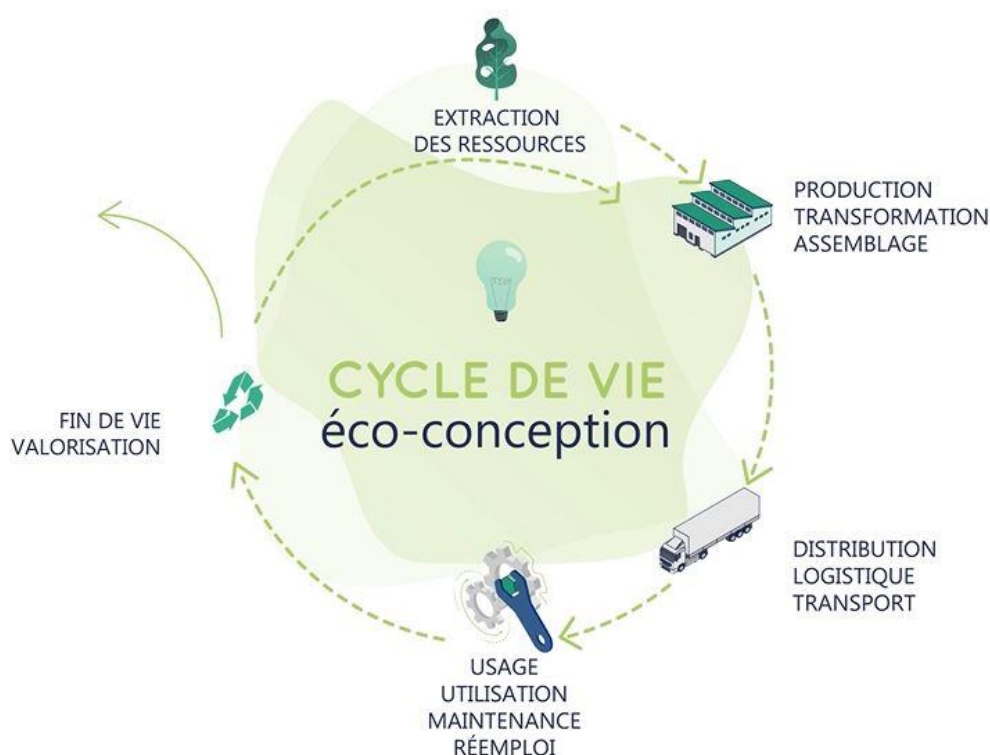 EXTRACTION
DES RESSOURCES
PRODUCTION
TRANSFORMATION
ASSEMBLAGE
CYCLE DE VIE
éco-conception
FIN DE VIE
VALORISATION
DISTRIBUTION
LOGISTIQUE
TRANSPORT
USAGE
UTILISATION
MAINTENANCE
RÉEMPLOI